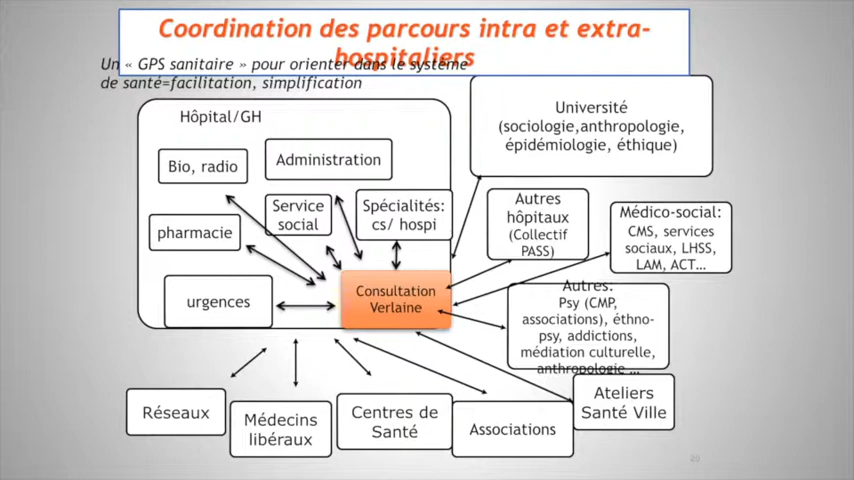 Coordination des parcours intra et extra-
hospitaliers
Un « GPS sanitaire » pour orienter dans le système
de santé=facilitation, simplification
Hôpital/GH
Bio, radio
Administration
Service
social
Spécialités:
cs/ hospi
pharmacie
urgences
Consultation
Verlaine
Université
(sociologie,anthropologie,
épidémiologie, éthique)
Autres
hôpitaux
(Collectif
PASS)
Médico-social:
CMS, services
sociaux, LHSS,
LAM, ACT…
Autres:
Psy (CMP,
associations), éthno-
psy, addictions,
médiation culturelle,
anthropologie …
Réseaux
Médecins
libéraux
Centres de
Santé
Associations
Ateliers
Santé Ville